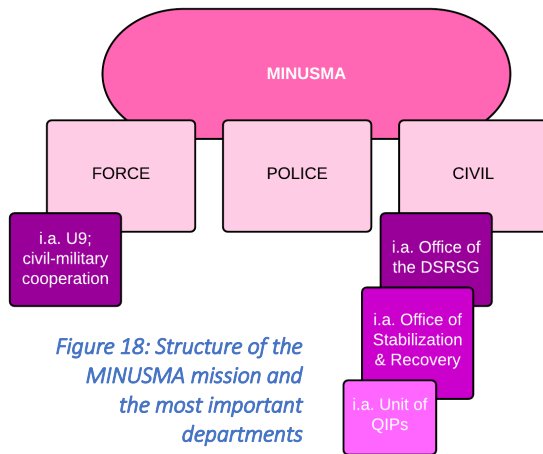 MINUSMA
FORCE
POLICE
CIVIL
i.a. U9;
civil-military
cooperation
i.a. Office of
the DSRSG
i.a. Office of
Stabilization
& Recovery
i.a. Unit of
QIPs
Figure 18: Structure of the
MINUSMA mission and
the most important
departments